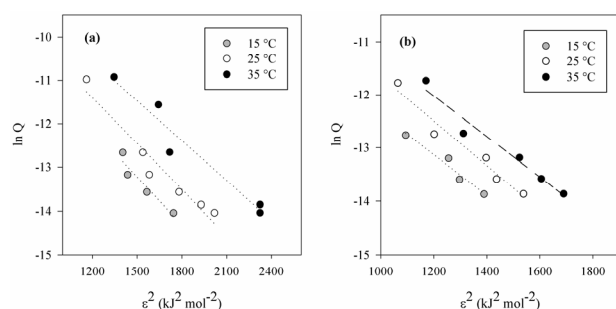 (a)
15 °C
25 °C
35 °C
-10
-11
-12
-13
-14
-15
ln Q
1200 1500 1800 2100 2400
ε² (kJ² mol⁻²)
(b)
15 °C
25 °C
35 °C
-11
-12
-13
-14
-15
ln Q
1000 1200 1400 1600 1800
ε² (kJ² mol⁻²)